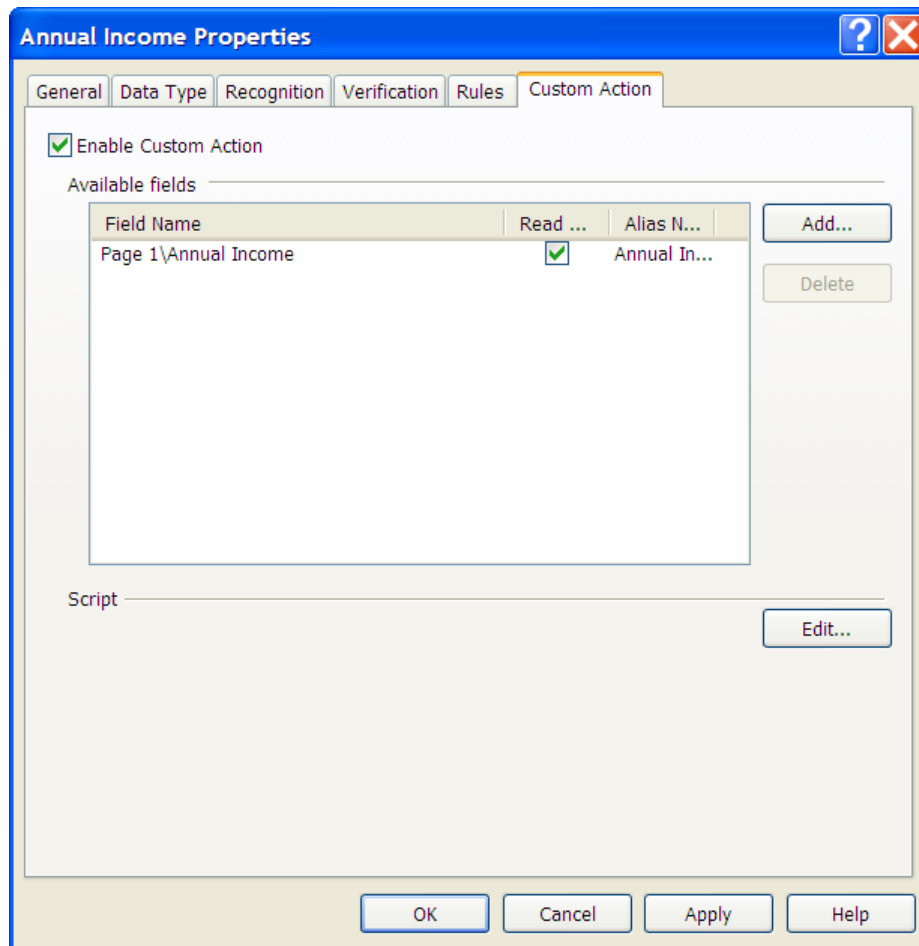 Annual Income Properties
General Data Type Recognition Verification Rules Custom Action
Enable Custom Action
Available fields
Field Name Read ... Alias N... Add...
Page 1\Annual Income Annual In...
Delete
Script
Edit...
OK Cancel Apply Help